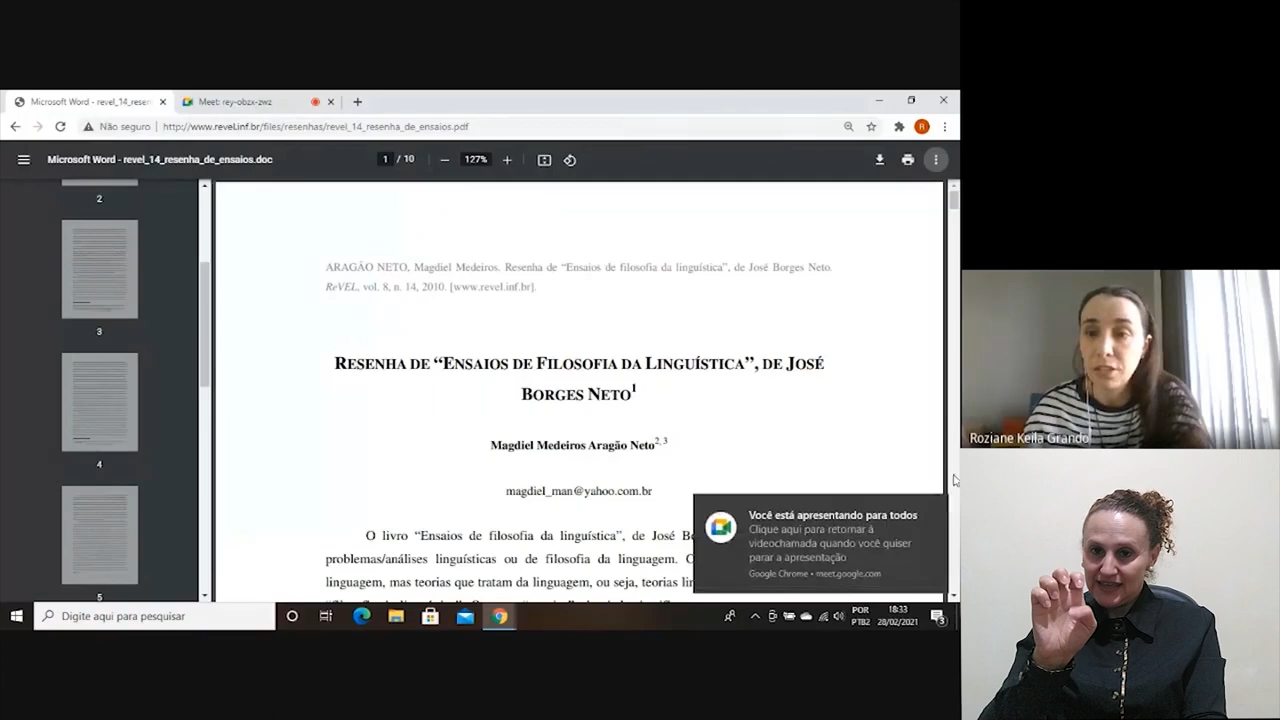 Microsoft Word - revel_14_resen
Meet: rey-obzx-zwz
Não seguro
http://www.revel.inf.br/files/resenhas/revel_14_resenha_de_ensaios.pdf
R
Microsoft Word - revel_14_resenha_de_ensaios.doc
1 / 10
127%
2
3
4
5
ARAGÃO NETO, Magdiel Medeiros. Resenha de “Ensaios de filosofia da linguística”, de José Borges Neto.
ReVEL, vol. 8, n. 14, 2010. [www.revel.inf.br].
RESENHA DE “ENSAIOS DE FILOSOFIA DA LINGUÍSTICA”, DE JOSÉ
BORGES NETO1
Magdiel Medeiros Aragão Neto2, 3
magdiel_man@yahoo.com.br
O livro “Ensaios de filosofia da linguística”, de José
problemas/análises linguísticas ou de filosofia da linguagem.
linguagem, mas teorias que tratam da linguagem, ou seja, teorias
Você está apresentando para todos
Clique aqui para retornar à
videochamada quando você quiser
parar a apresentação
Google Chrome • meet.google.com
Roziane Keila Grando
Digite aqui para pesquisar
POR
PTB2
18:33
28/02/2021
3